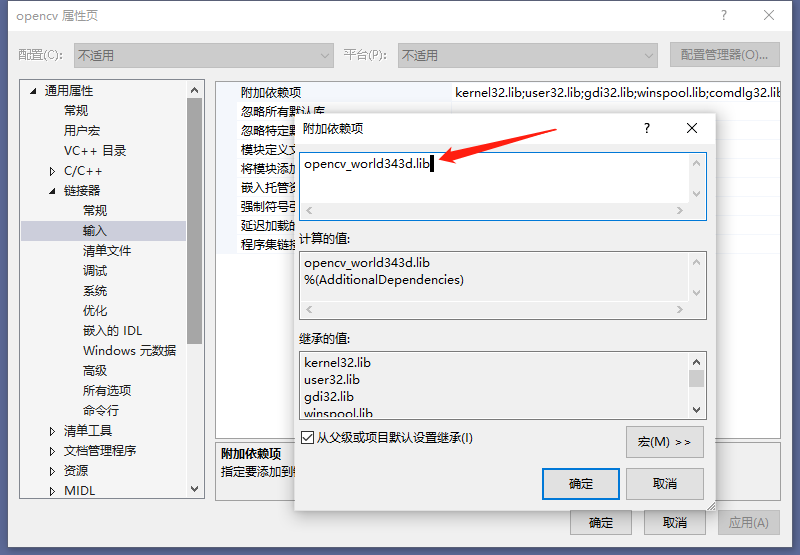 opencv 属性页
配置(C): 不适用 平台(P): 不适用 配置管理器(O)...
通用属性
常规
用户宏
VC++ 目录
C/C++
链接器
常规
输入
清单文件
调试
系统
优化
嵌入的 IDL
Windows 元数据
高级
所有选项
命令行
清单工具
文档管理程序
资源
MIDL
附加依赖项 kernel32.lib;user32.lib;gdi32.lib;winspool.lib;comdlg32.lib
忽略所有默认库
忽略特定默
模块定义文
将模块添加
嵌入托管资
强制符号引
延迟加载的
程序集链接
附加依赖项
指定要添加到
附加依赖项
opencv_world343d.lib
计算的值:
opencv_world343d.lib
%(AdditionalDependencies)
继承的值:
kernel32.lib
user32.lib
gdi32.lib
winspool.lib
从父级或项目默认设置继承(I)
宏(M) >>
确定 取消
确定 取消 应用(A)